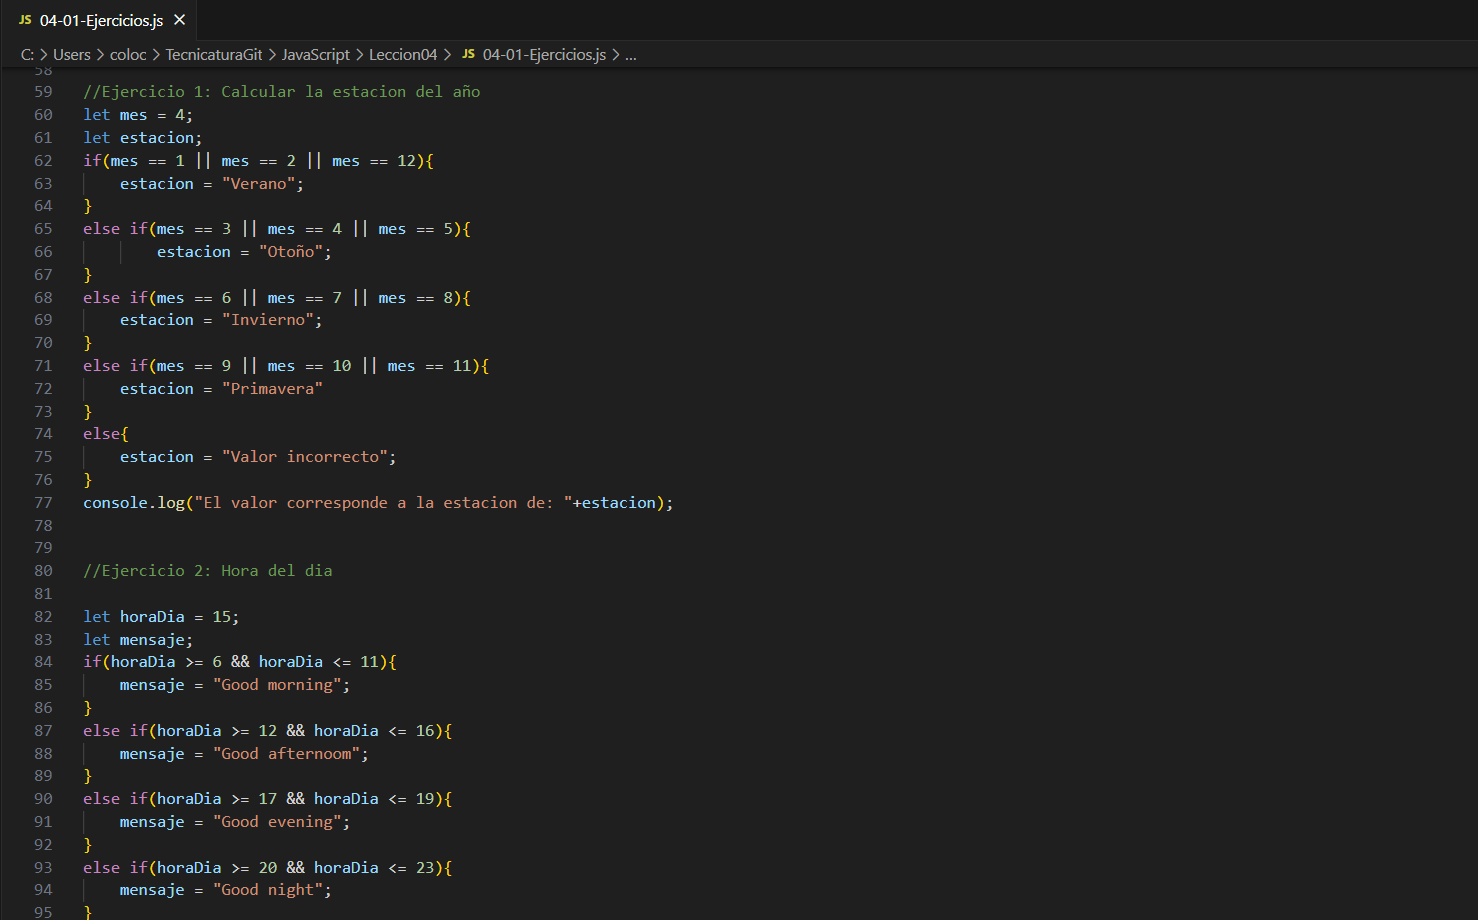 JS 04-01-Ejercicios.js ×
C: > Users > coloc > TecnicaturaGit > JavaScript > Leccion04 > JS 04-01-Ejercicios.js > ...
58
59 //Ejercicio 1: Calcular la estacion del año
60 let mes = 4;
61 let estacion;
62 if(mes == 1 || mes == 2 || mes == 12){
63     estacion = "Verano";
64 }
65 else if(mes == 3 || mes == 4 || mes == 5){
66         estacion = "Otoño";
67 }
68 else if(mes == 6 || mes == 7 || mes == 8){
69     estacion = "Invierno";
70 }
71 else if(mes == 9 || mes == 10 || mes == 11){
72     estacion = "Primavera"
73 }
74 else{
75     estacion = "Valor incorrecto";
76 }
77 console.log("El valor corresponde a la estacion de: "+estacion);
78
79
80 //Ejercicio 2: Hora del dia
81
82 let horaDia = 15;
83 let mensaje;
84 if(horaDia >= 6 && horaDia <= 11){
85     mensaje = "Good morning";
86 }
87 else if(horaDia >= 12 && horaDia <= 16){
88     mensaje = "Good afternoom";
89 }
90 else if(horaDia >= 17 && horaDia <= 19){
91     mensaje = "Good evening";
92 }
93 else if(horaDia >= 20 && horaDia <= 23){
94     mensaje = "Good night";
95 }